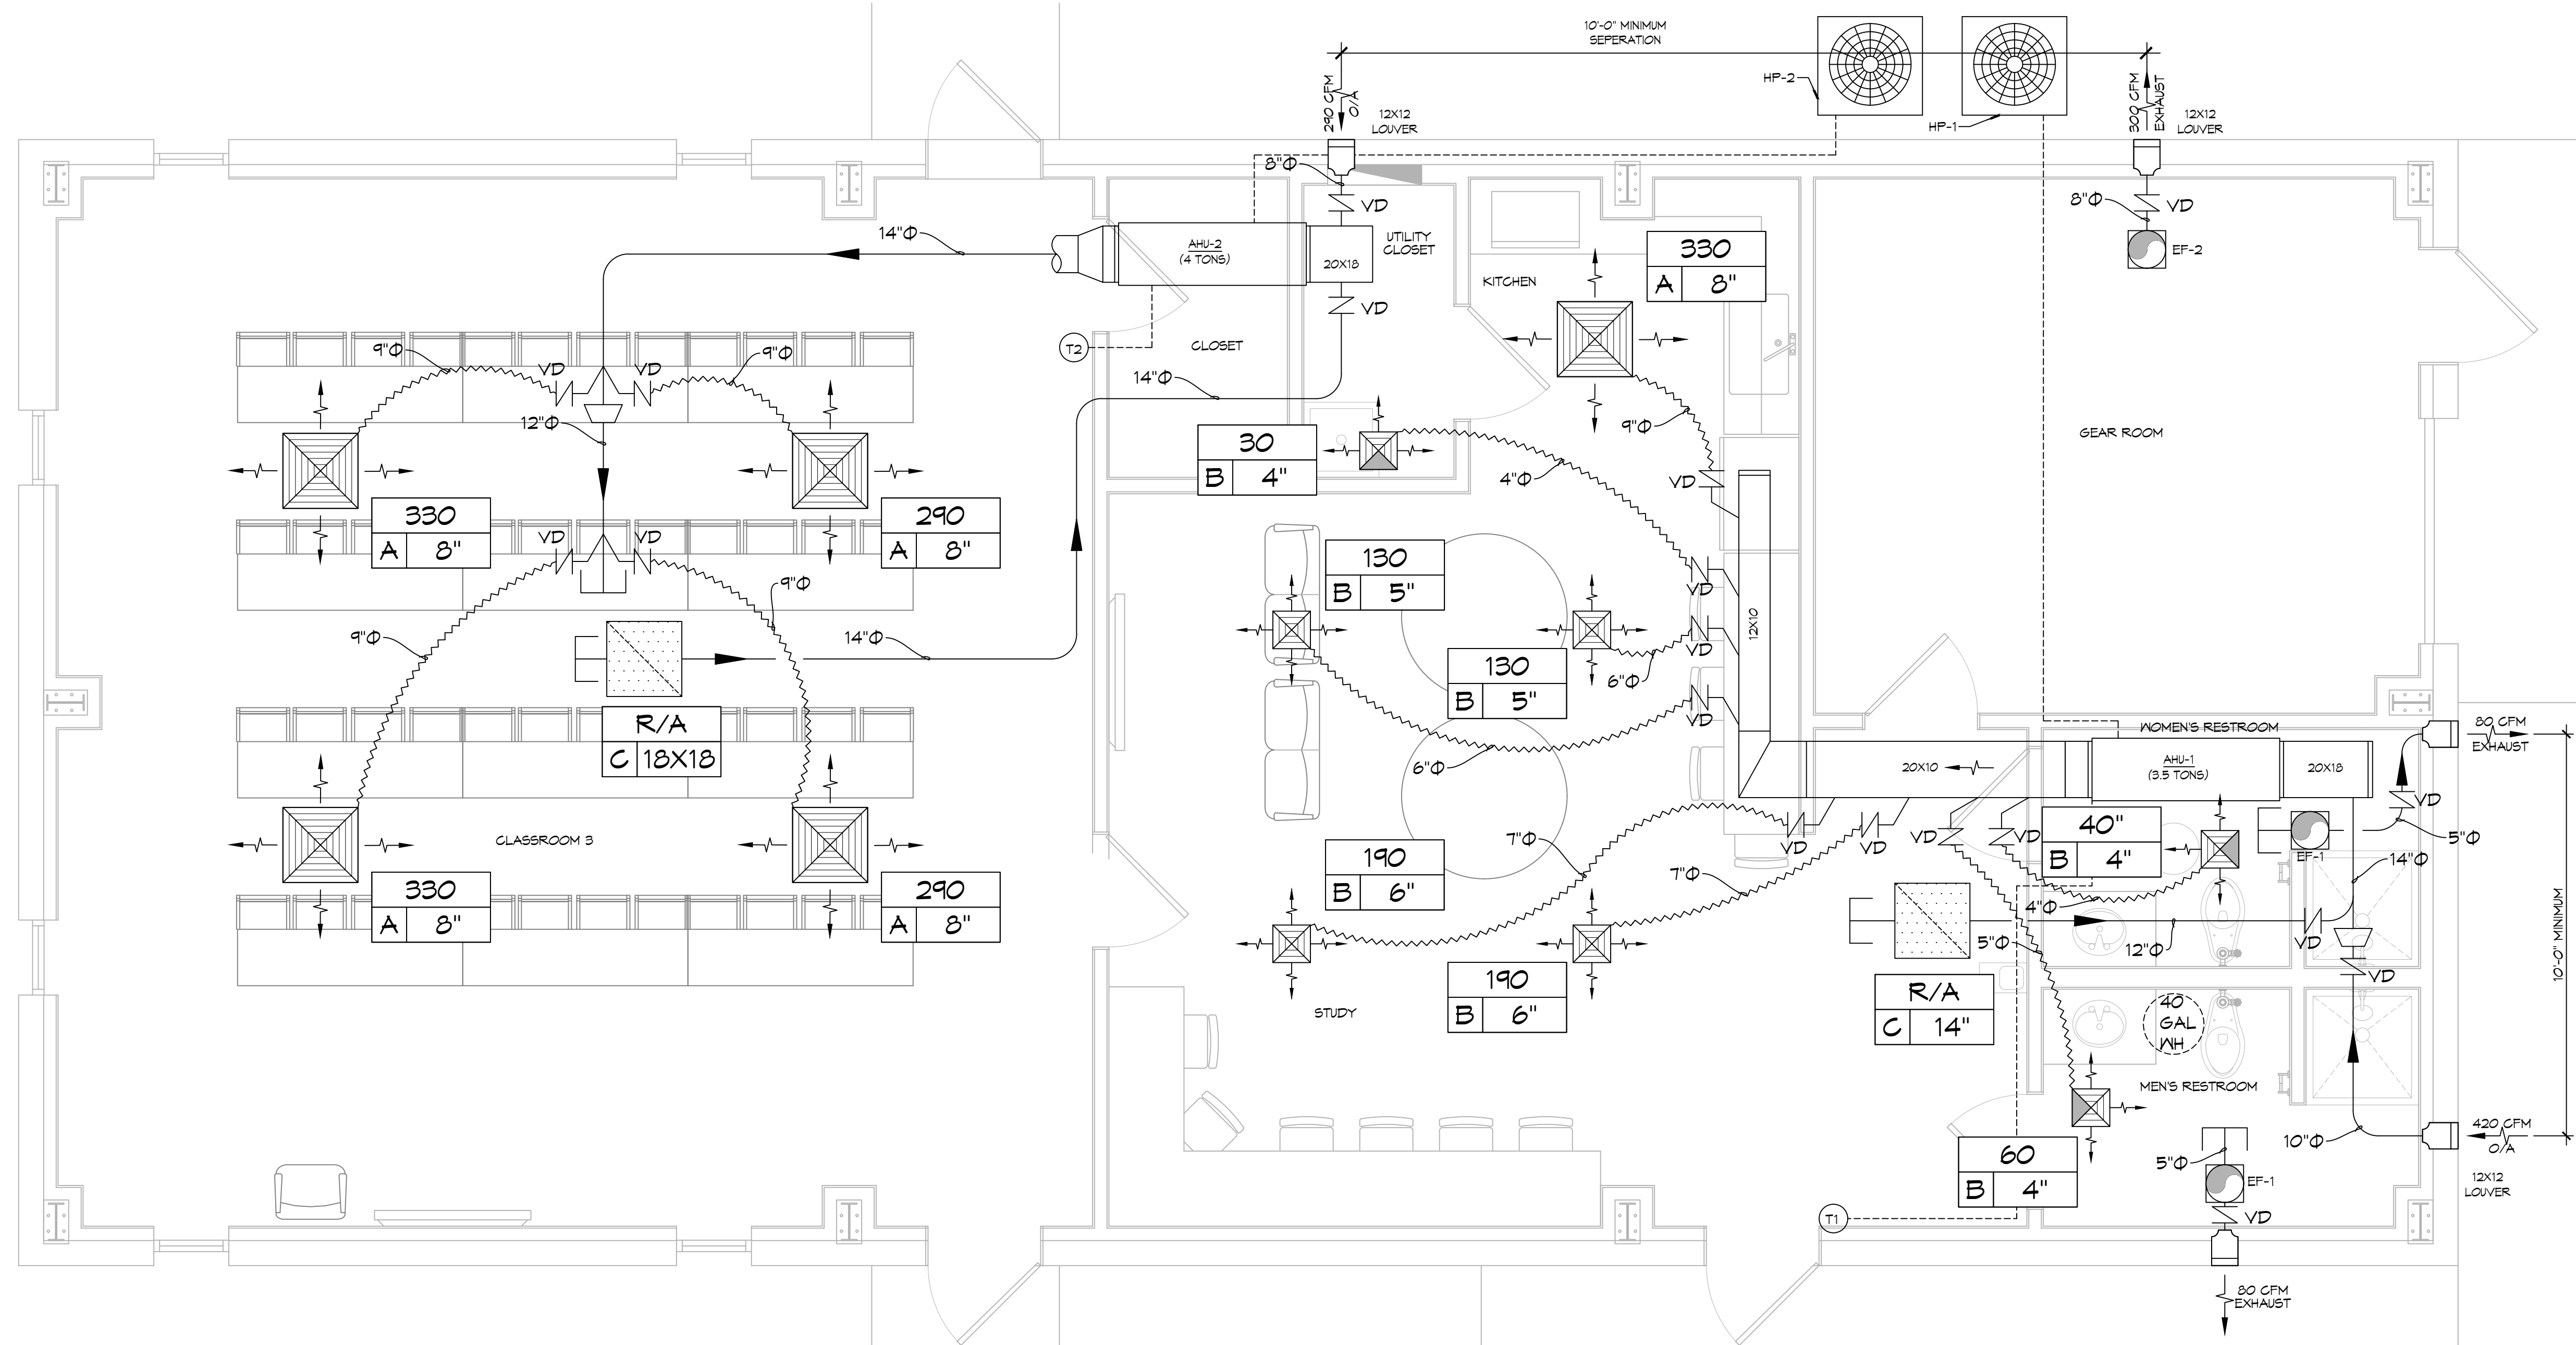 10'-0" MINIMUM
SEPERATION
HP-2
HP-1
290 CFM
O/A
12X12
LOUVER
300 CFM
EXHAUST
12X12
LOUVER
8"Φ
VD
8"Φ
VD
EF-2
14"Φ
AHU-2
(4 TONS)
20X18
UTILITY
CLOSET
VD
KITCHEN
330
A 8"
T2
CLOSET
14"Φ
9"Φ
VD
VD
9"Φ
12"Φ
9"Φ
GEAR ROOM
30
B 4"
4"Φ
VD
330
A 8"
290
A 8"
VD
VD
9"Φ
9"Φ
14"Φ
130
B 5"
VD
12X10
130
B 5"
VD
6"Φ
VD
6"Φ
R/A
C 18X18
WOMEN'S RESTROOM
80 CFM
EXHAUST
20X10
AHU-1
(3.5 TONS)
20X18
CLASSROOM 3
330
A 8"
290
A 8"
190
B 6"
7"Φ
VD
7"Φ
VD
VD
VD
40"
B 4"
EF-1
VD
5"Φ
14"Φ
4"Φ
5"Φ
12"Φ
VD
VD
10'-0" MINIMUM
190
B 6"
STUDY
R/A
C 14"
40
GAL
WH
MEN'S RESTROOM
10"Φ
420 CFM
O/A
12X12
LOUVER
60
B 4"
5"Φ
EF-1
T1
VD
80 CFM
EXHAUST